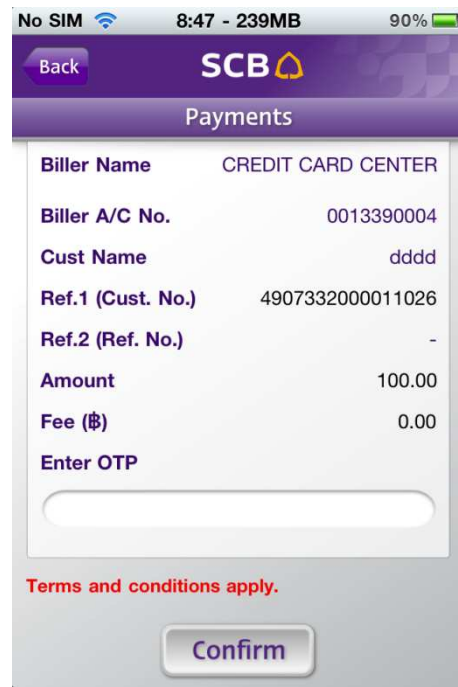 No SIM 8:47 - 239MB 90%
Back SCB
Payments
Biller Name CREDIT CARD CENTER
Biller A/C No. 0013390004
Cust Name dddd
Ref.1 (Cust. No.) 4907332000011026
Ref.2 (Ref. No.) -
Amount 100.00
Fee (฿) 0.00
Enter OTP
Terms and conditions apply.
Confirm